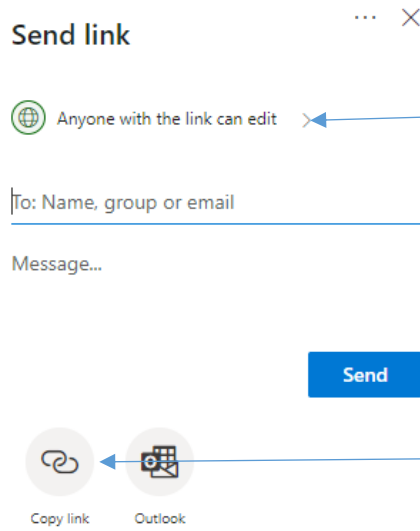 Send link
Anyone with the link can edit
To: Name, group or email
Message...
Send
Copy link
Outlook